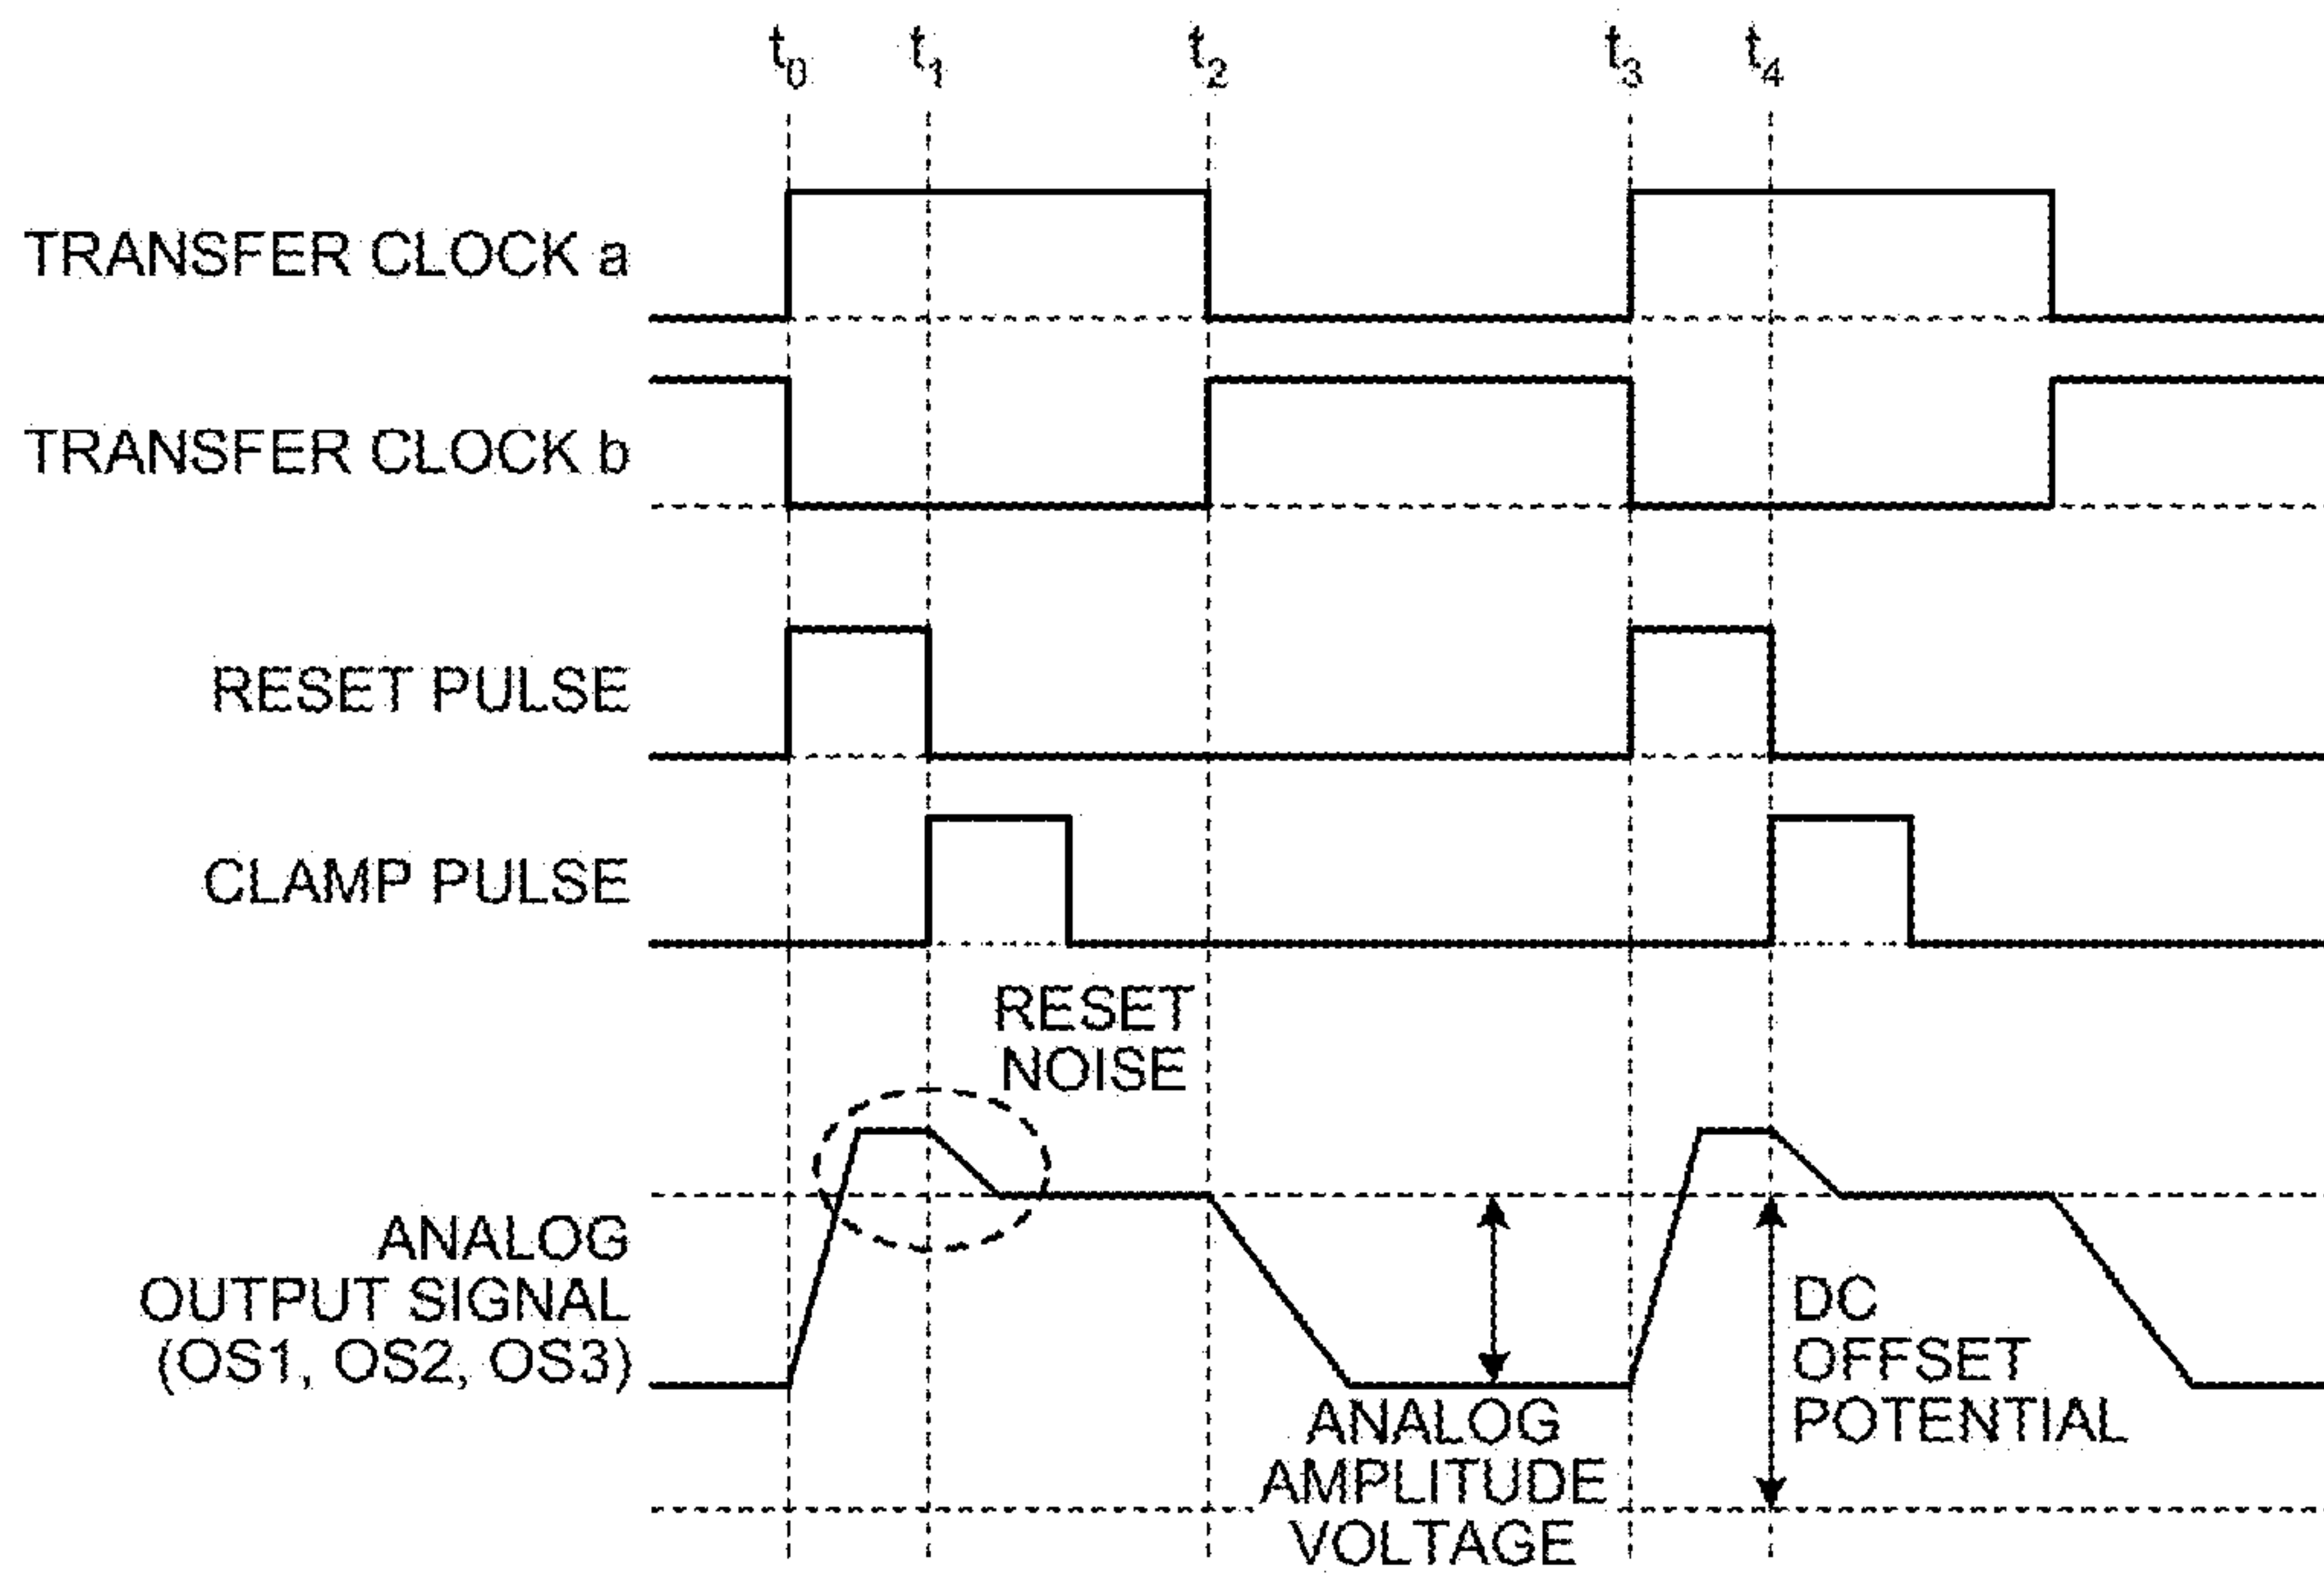 t0 t1 t2 t3 t4
TRANSFER CLOCK a
TRANSFER CLOCK b
RESET PULSE
CLAMP PULSE
RESET
NOISE
ANALOG
OUTPUT SIGNAL
(OS1, OS2, OS3)
ANALOG
AMPLITUDE
VOLTAGE
DC
OFFSET
POTENTIAL